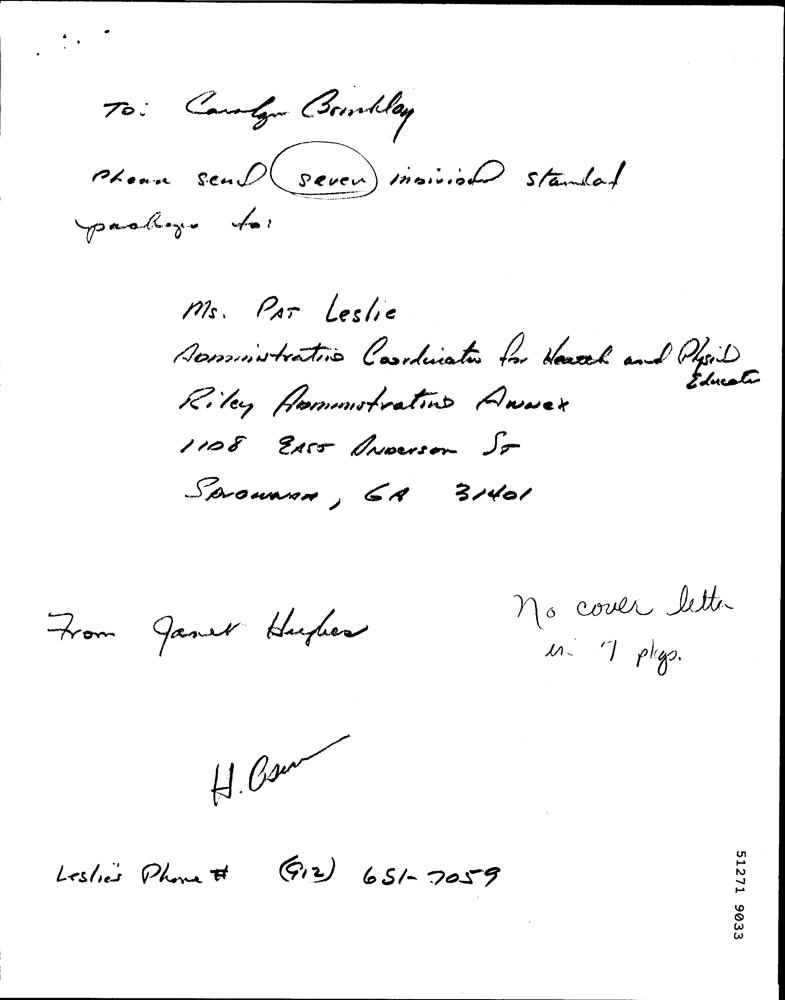 To: Carolyn Brinkley
Please send seven individual standard
packages to:
Ms. Pat Leslie
Administrative Coordinator for Health and Physical
Education
Riley Administrative Annex
1108 East Anderson St
Savannah, GA 31401
From Janet Hughes
No cover letter
in 7 pkgs.
H.
Leslie's Phone # (912) 651-7059
51271 9033